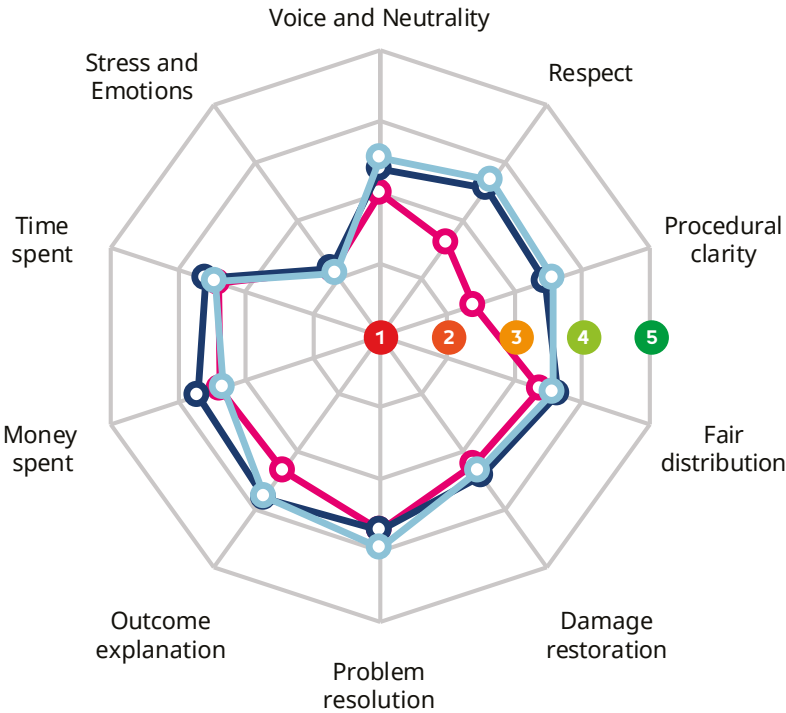 Voice and Neutrality
Stress and
Emotions
Respect
Time
spent
Procedural
clarity
1
2
3
4
5
Money
spent
Fair
distribution
Outcome
explanation
Damage
restoration
Problem
resolution